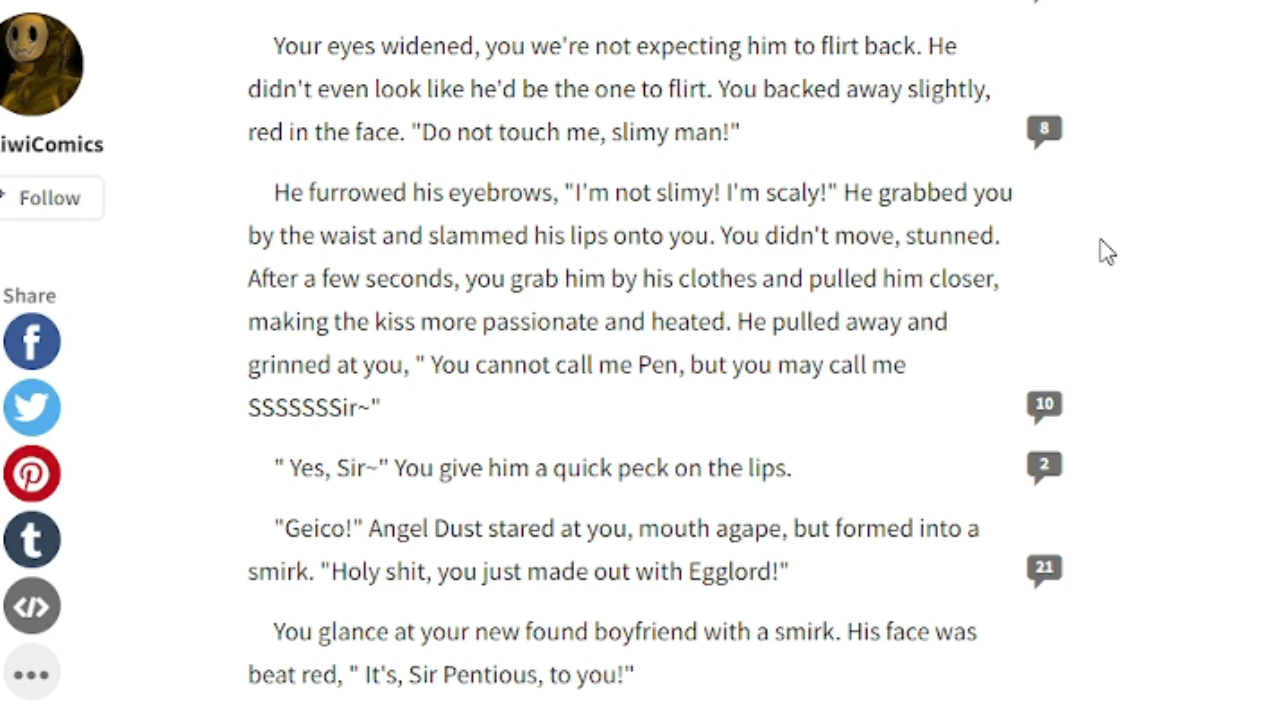 Your eyes widened, you we're not expecting him to flirt back. He
didn't even look like he'd be the one to flirt. You backed away slightly,
red in the face. "Do not touch me, slimy man!"
8
iwiComics
Follow
He furrowed his eyebrows, "I'm not slimy! I'm scaly!" He grabbed you
by the waist and slammed his lips onto you. You didn't move, stunned.
After a few seconds, you grab him by his clothes and pulled him closer,
making the kiss more passionate and heated. He pulled away and
grinned at you, " You cannot call me Pen, but you may call me
SSSSSSSir~"
10
Share
f
t
</>
" Yes, Sir~" You give him a quick peck on the lips.
2
"Geico!" Angel Dust stared at you, mouth agape, but formed into a
smirk. "Holy shit, you just made out with Egglord!"
21
You glance at your new found boyfriend with a smirk. His face was
beat red, " It's, Sir Pentious, to you!"